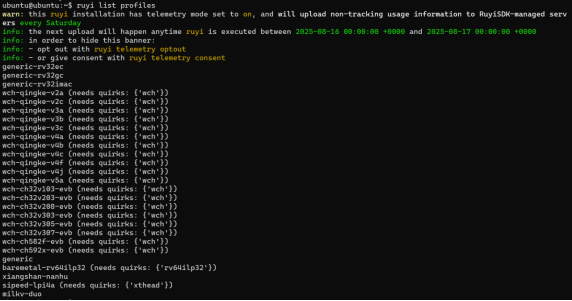 ubuntu@ubuntu:~$ ruyi list profiles
warn: this ruyi installation has telemetry mode set to on, and will upload non-tracking usage information to RuyiSDK-managed serv
ers every Saturday
info: the next upload will happen anytime ruyi is executed between 2025-08-16 00:00:00 +0000 and 2025-08-17 00:00:00 +0000
info: in order to hide this banner:
info: - opt out with ruyi telemetry optout
info: - or give consent with ruyi telemetry consent
generic-rv32ec
generic-rv32gc
generic-rv32imac
wch-qingke-v2a (needs quirks: {'wch'})
wch-qingke-v2c (needs quirks: {'wch'})
wch-qingke-v3a (needs quirks: {'wch'})
wch-qingke-v3b (needs quirks: {'wch'})
wch-qingke-v3c (needs quirks: {'wch'})
wch-qingke-v4a (needs quirks: {'wch'})
wch-qingke-v4b (needs quirks: {'wch'})
wch-qingke-v4c (needs quirks: {'wch'})
wch-qingke-v4f (needs quirks: {'wch'})
wch-qingke-v4j (needs quirks: {'wch'})
wch-qingke-v5a (needs quirks: {'wch'})
wch-ch32v103-evb (needs quirks: {'wch'})
wch-ch32v203-evb (needs quirks: {'wch'})
wch-ch32v208-evb (needs quirks: {'wch'})
wch-ch32v303-evb (needs quirks: {'wch'})
wch-ch32v305-evb (needs quirks: {'wch'})
wch-ch32v307-evb (needs quirks: {'wch'})
wch-ch582f-evb (needs quirks: {'wch'})
wch-ch592x-evb (needs quirks: {'wch'})
generic
baremetal-rv64ilp32 (needs quirks: {'rv64ilp32'})
xiangshan-nanhu
sipeed-lpi4a (needs quirks: {'xthead'})
milkv-duo